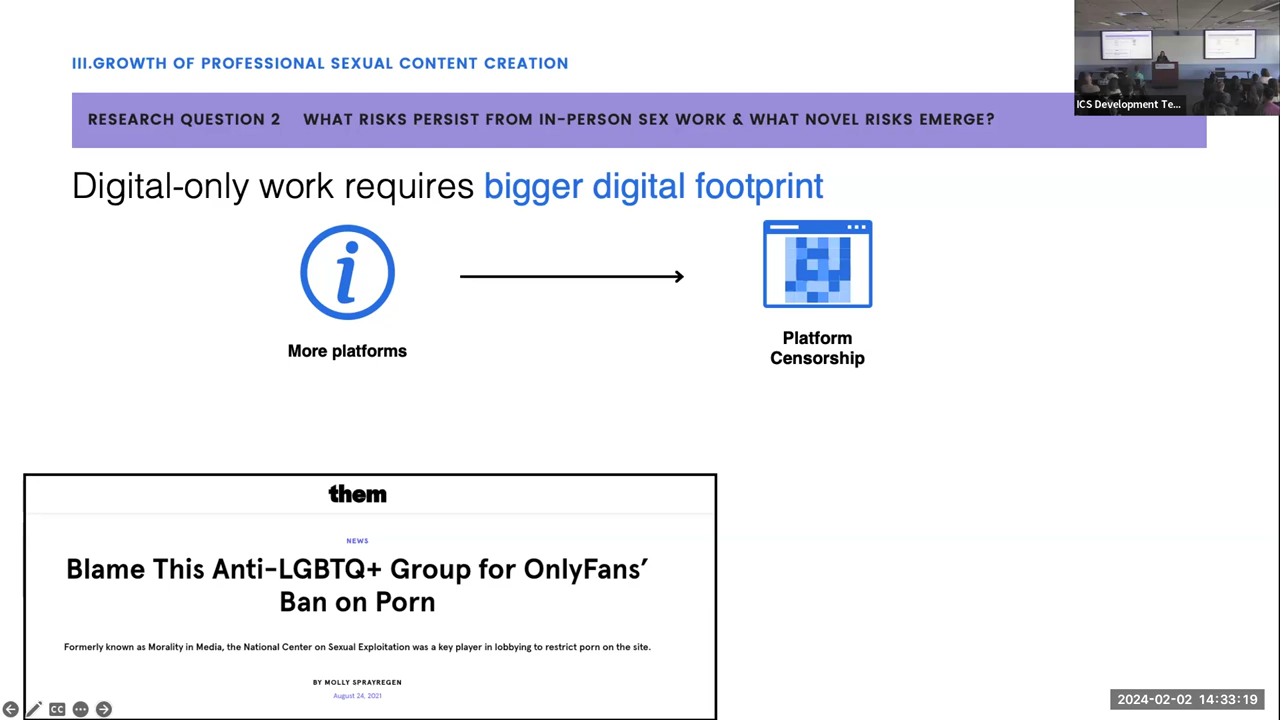 III.GROWTH OF PROFESSIONAL SEXUAL CONTENT CREATION
ICS Development Te...
RESEARCH QUESTION 2 WHAT RISKS PERSIST FROM IN-PERSON SEX WORK & WHAT NOVEL RISKS EMERGE?
Digital-only work requires bigger digital footprint
More platforms
Platform
Censorship
them
NEWS
Blame This Anti-LGBTQ+ Group for OnlyFans’
Ban on Porn
Formerly known as Morality in Media, the National Center on Sexual Exploitation was a key player in lobbying to restrict porn on the site.
BY MOLLY SPRAYREGEN
August 24, 2021
CC
2024-02-02 14:33:19